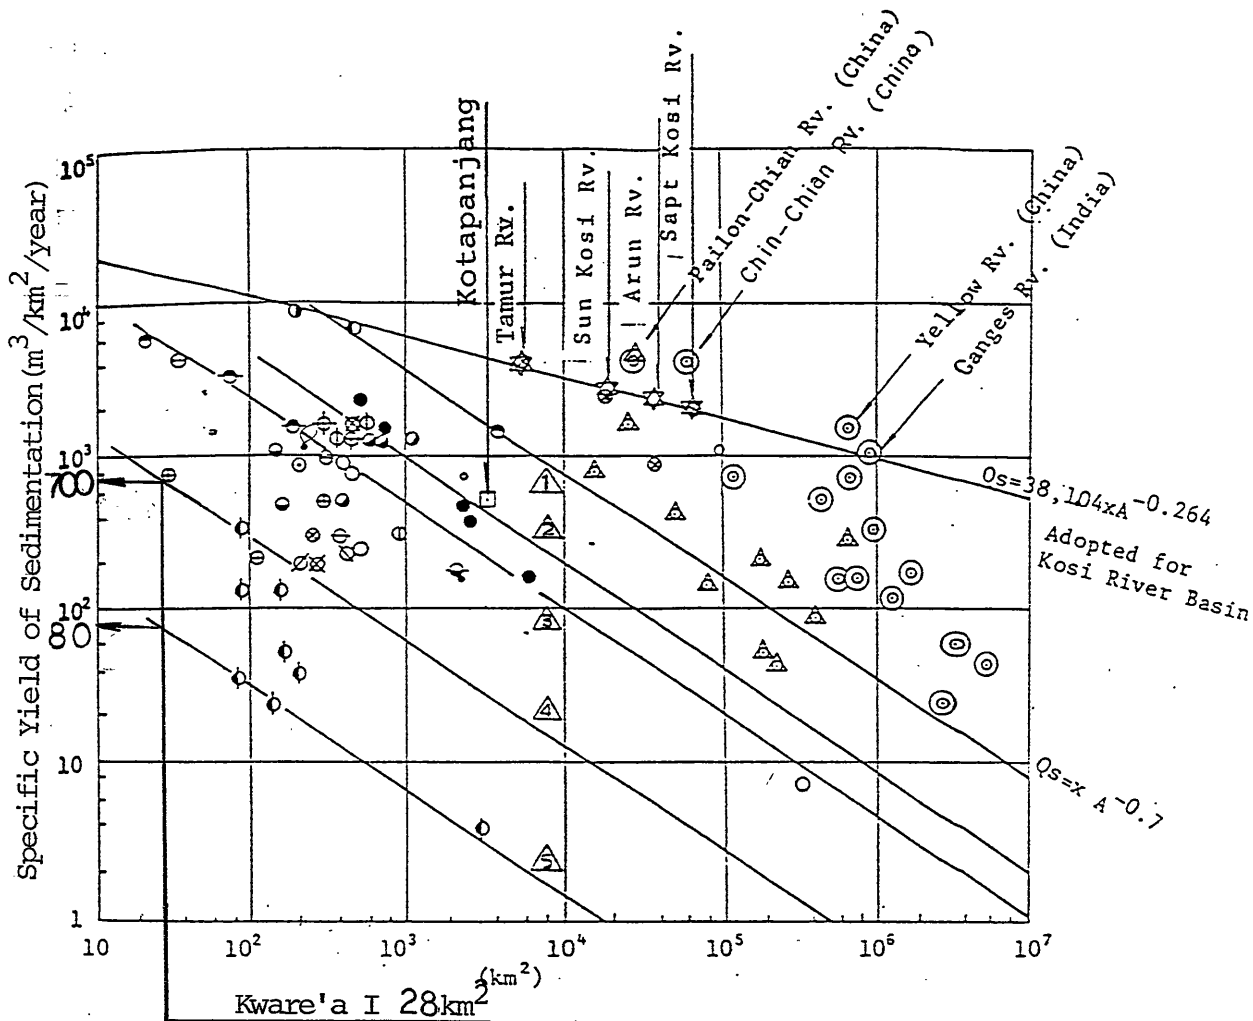 Kotapanjang
Tamur Rv.
Sun Kosi Rv.
Arun Rv.
Sapt Kosi Rv.
Pailon-Chian Rv. (China)
Chin-Chian Rv. (China)
Yellow Rv. (China)
Ganges Rv. (India)
Specific Yield of Sedimentation (m³/km²/year)
10⁵
10⁴
10³
700
10²
80
10
1
1
2
3
4
5
Qs=38,104xA⁻⁰·²⁶⁴
Adopted for
Kosi River Basin
Qs=x A⁻⁰·⁷
10 10² 10³ 10⁴ 10⁵ 10⁶ 10⁷
(km²)
Kware'a I 28km²